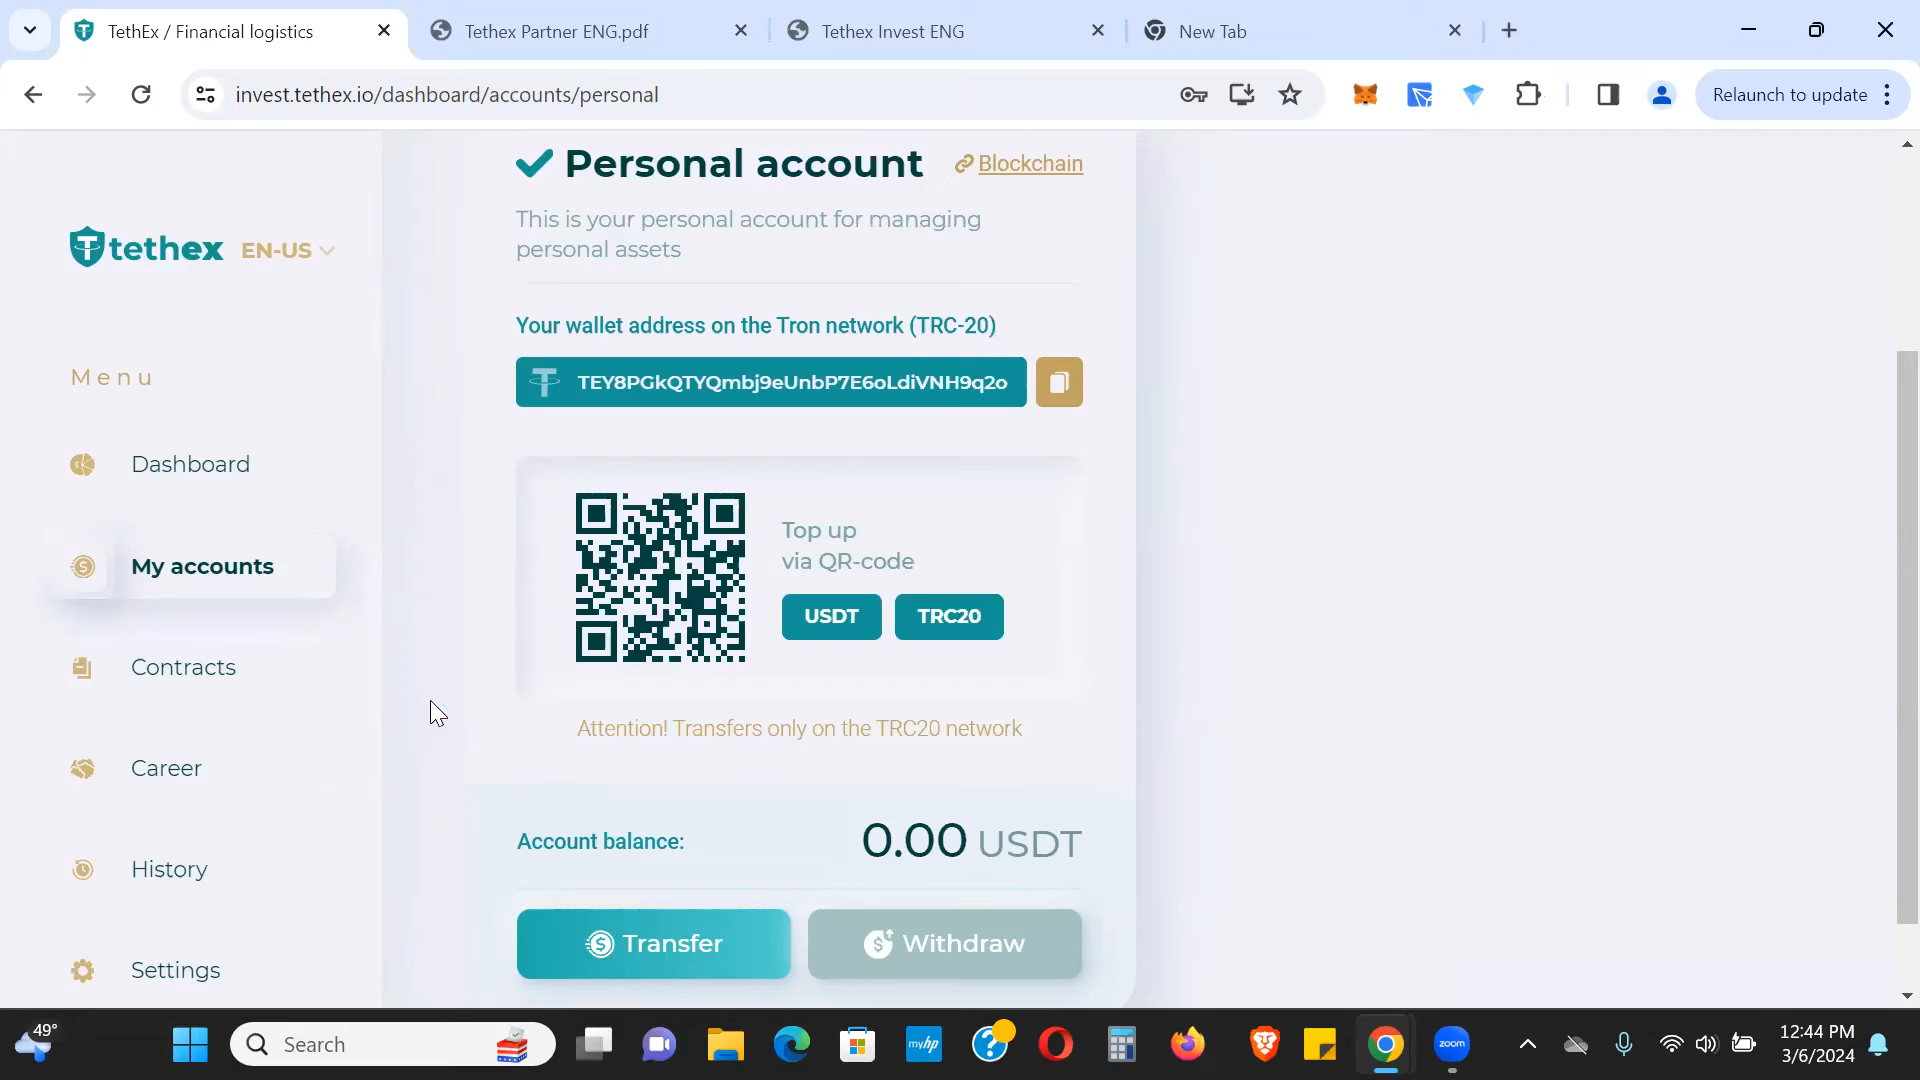 TethEx / Financial logistics
Tethex Partner ENG.pdf
Tethex Invest ENG
New Tab
invest.tethex.io/dashboard/accounts/personal
Relaunch to update
tethex EN-US
Menu
Dashboard
My accounts
Contracts
Career
History
Settings
Personal account Blockchain
This is your personal account for managing
personal assets
Your wallet address on the Tron network (TRC-20)
TEY8PGkQTYQmbj9eUnbP7E6oLdiVNH9q2o
Top up
via QR-code
USDT TRC20
Attention! Transfers only on the TRC20 network
Account balance: 0.00 USDT
Transfer Withdraw
49°
Search
myhp
zoom
12:44 PM
3/6/2024